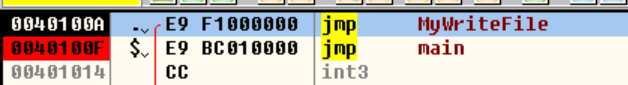 0040100A .⌄ E9 F1000000 jmp MyWriteFile
0040100F $⌄ E9 BC010000 jmp main
00401014 CC int3